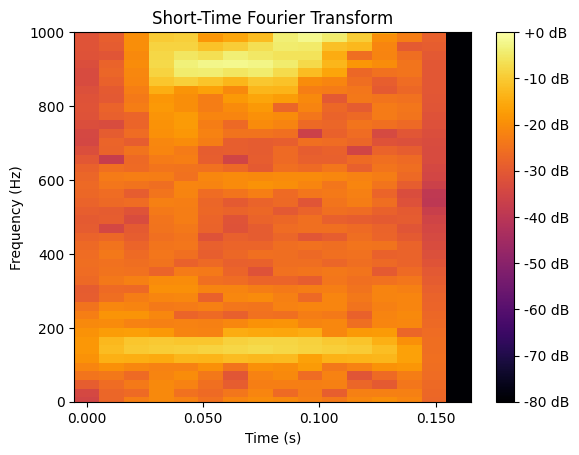 Short-Time Fourier Transform
1000
800
600
400
200
0
Frequency (Hz)
0.000
0.050
0.100
0.150
Time (s)
+0 dB
-10 dB
-20 dB
-30 dB
-40 dB
-50 dB
-60 dB
-70 dB
-80 dB